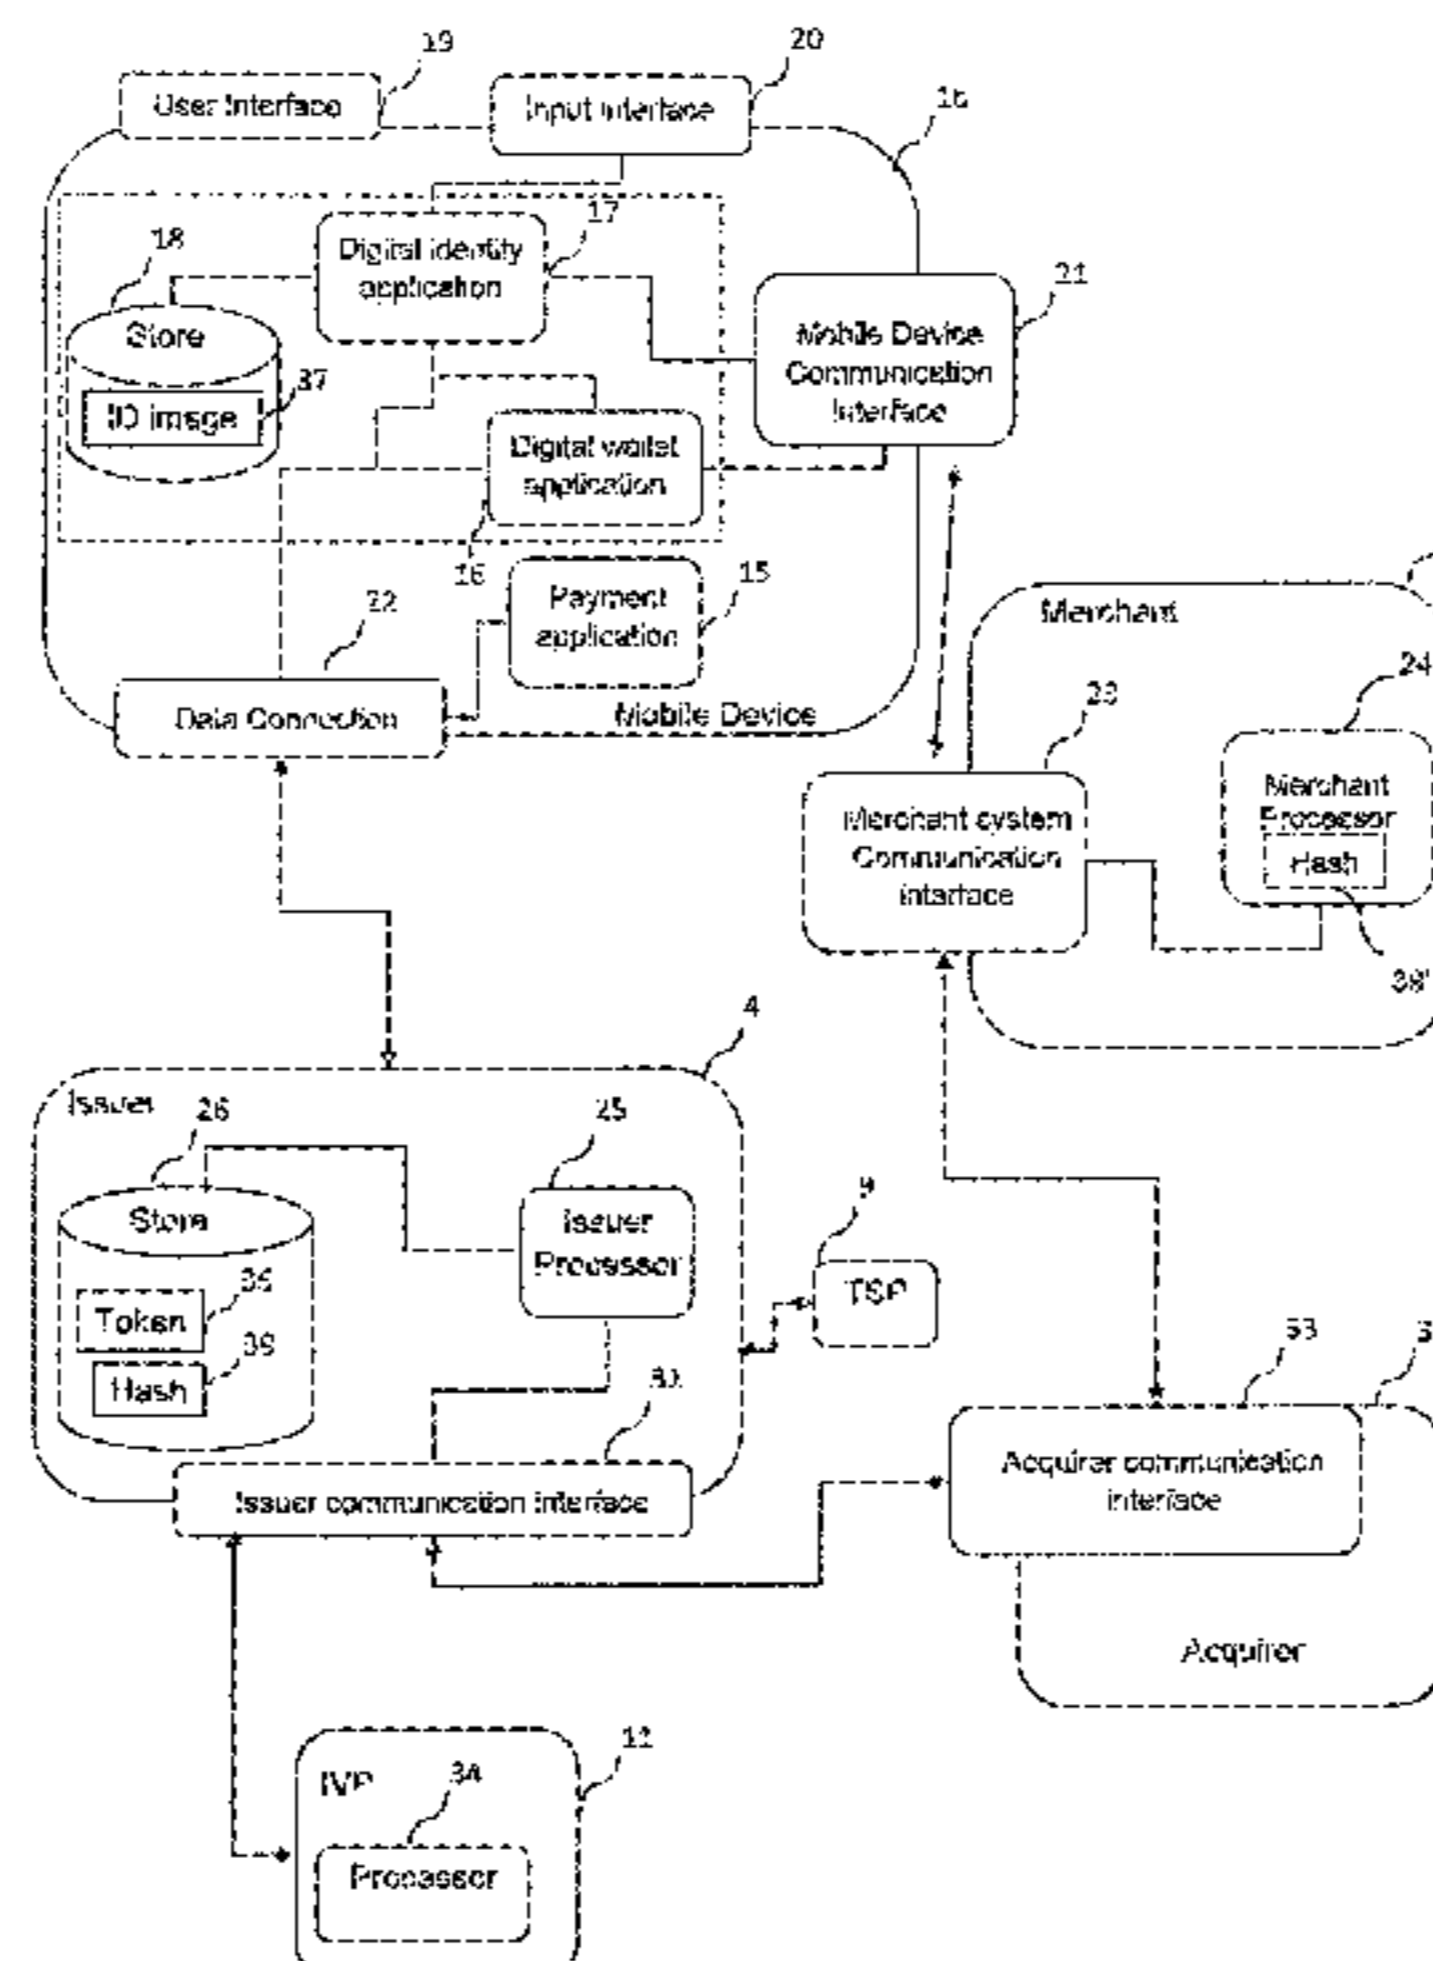 19
20
User Interface
Input interface
1b
17
18
Digital identity
application
21
Store
Mobile Device
Communication
Interface
37
ID image
Digital wallet
application
16
15
22
Payment
application
Merchant
24
Data Connection
Mobile Device
23
Merchant
Processor
Hash
Merchant system
Communication
interface
38'
4
Issuer
26
25
9
Store
Issuer
Processor
TSP
36
Token
Hash
Acquirer communication
interface
Issuer communication interface
Acquirer
IVP
34
Processor